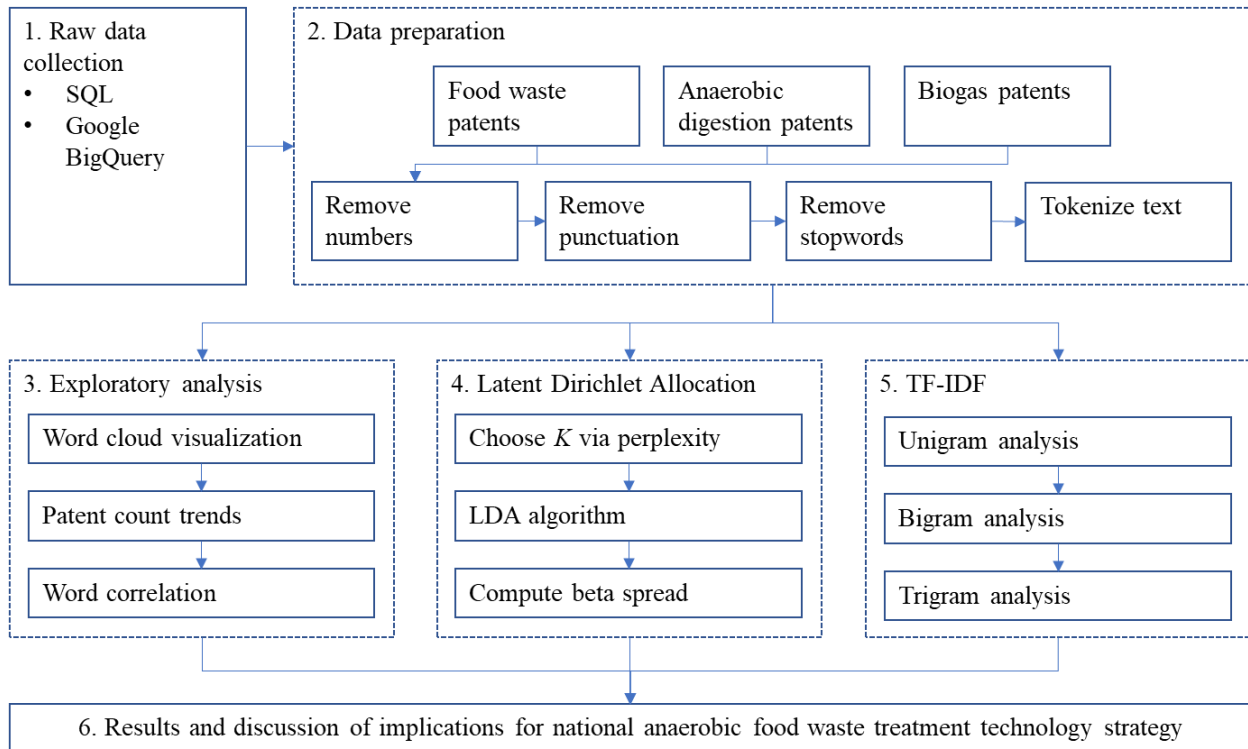 1. Raw data
collection
• SQL
• Google
BigQuery
2. Data preparation
Food waste
patents
Anaerobic
digestion patents
Biogas patents
Remove
numbers
Remove
punctuation
Remove
stopwords
Tokenize text
3. Exploratory analysis
Word cloud visualization
Patent count trends
Word correlation
4. Latent Dirichlet Allocation
Choose K via perplexity
LDA algorithm
Compute beta spread
5. TF-IDF
Unigram analysis
Bigram analysis
Trigram analysis
6. Results and discussion of implications for national anaerobic food waste treatment technology strategy